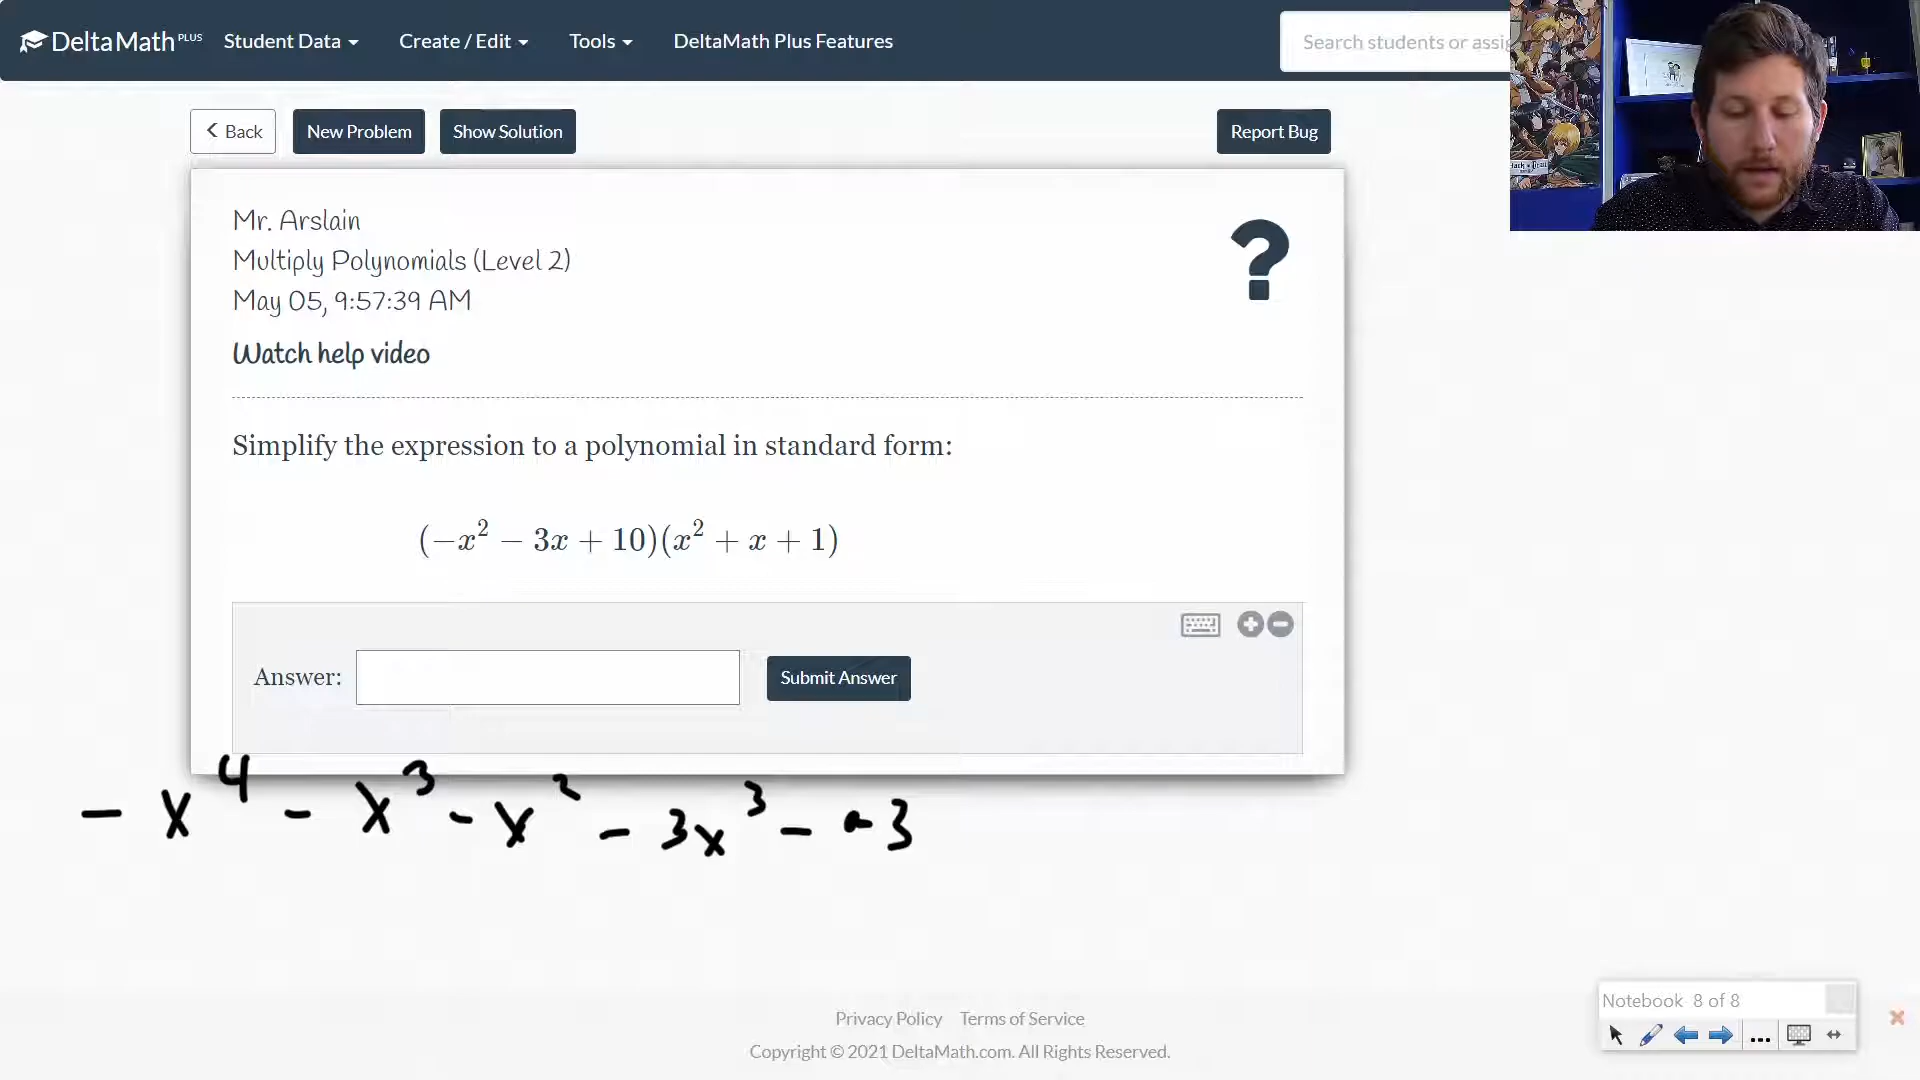 DeltaMath PLUS Student Data Create / Edit Tools DeltaMath Plus Features Search students or assig
Back New Problem Show Solution Report Bug
Mr. Arslain
Multiply Polynomials (Level 2)
May 05, 9:57:39 AM
Watch help video
?
Simplify the expression to a polynomial in standard form:
(−x² − 3x + 10)(x² + x + 1)
Answer: Submit Answer
- x⁴ - x³ - x² - 3x³ - -3
Notebook 8 of 8
Privacy Policy Terms of Service
Copyright © 2021 DeltaMath.com. All Rights Reserved.